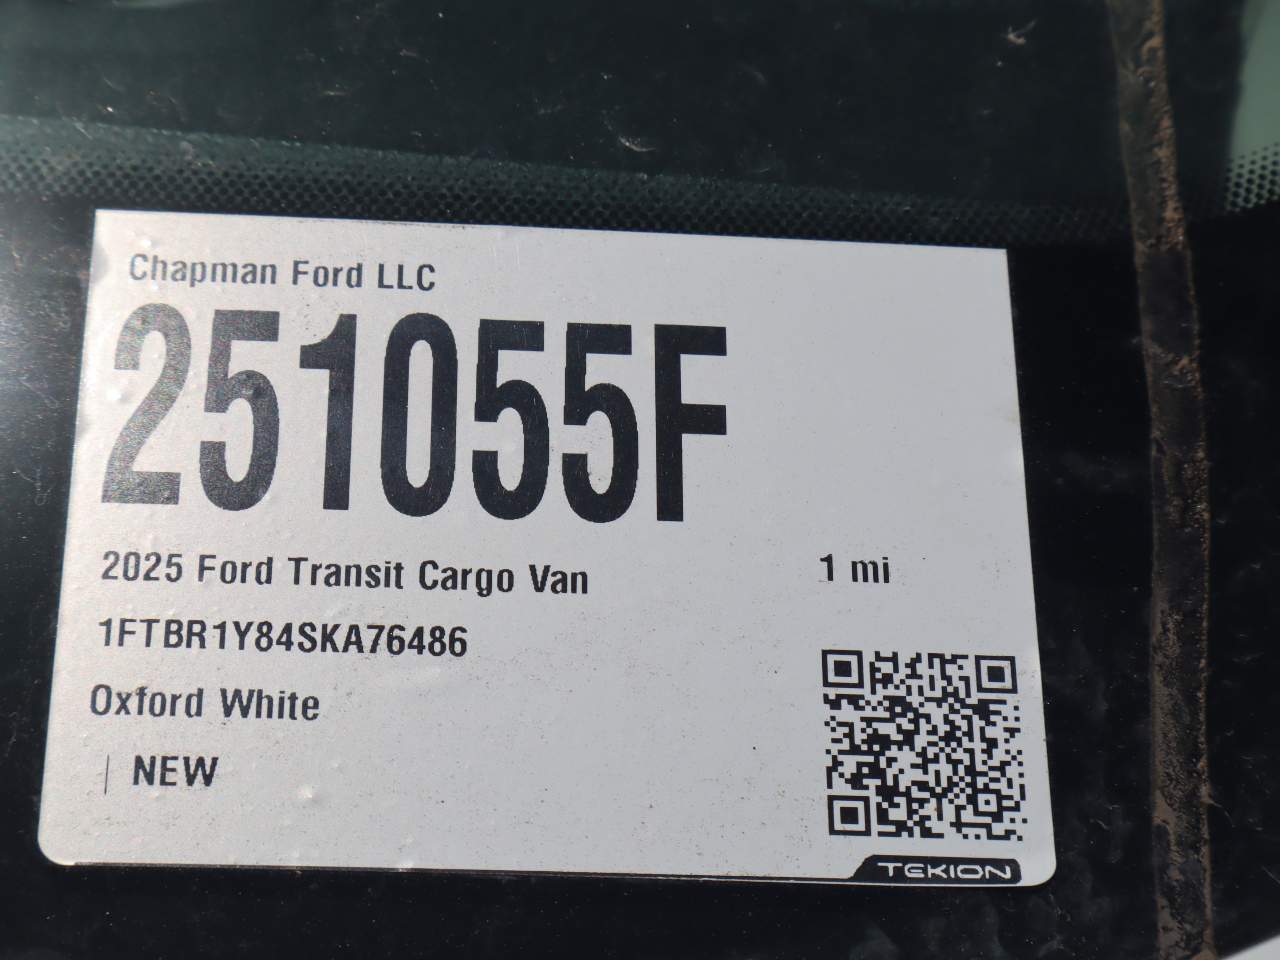 Chapman Ford LLC
251055F
2025 Ford Transit Cargo Van 1 mi
1FTBR1Y84SKA76486
Oxford White
| NEW
TEKION